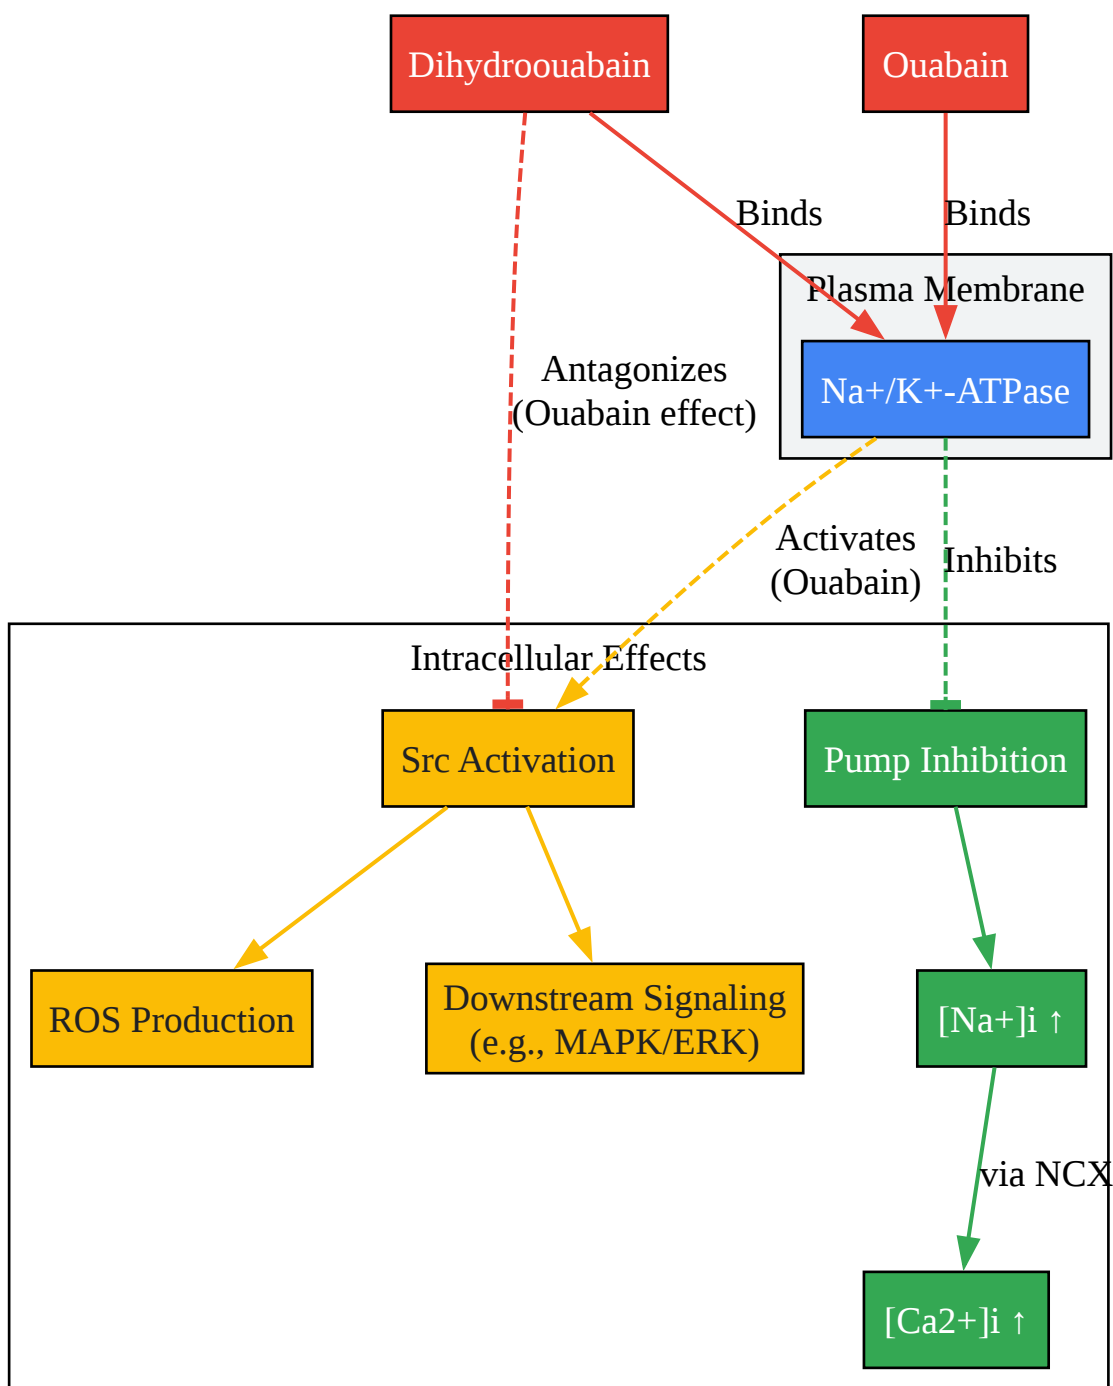 Dihydroouabain
Ouabain
Binds
Binds
Plasma Membrane
Antagonizes
(Ouabain effect)
Na+/K+-ATPase
Activates
(Ouabain)
Inhibits
Intracellular Effects
Src Activation
Pump Inhibition
ROS Production
Downstream Signaling
(e.g., MAPK/ERK)
[Na+]i ↑
via NCX
[Ca2+]i ↑